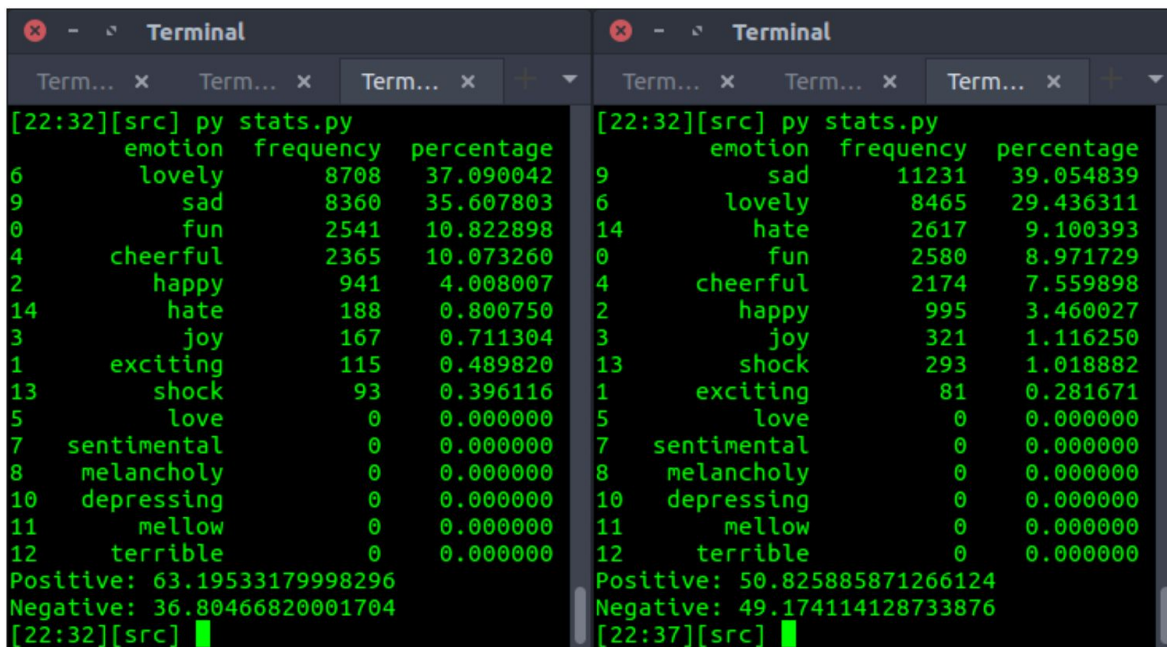 Terminal
Term... Term... Term...
[22:32][src] py stats.py
emotion frequency percentage
6 lovely 8708 37.090042
9 sad 8360 35.607803
0 fun 2541 10.822898
4 cheerful 2365 10.073260
2 happy 941 4.008007
14 hate 188 0.800750
3 joy 167 0.711304
1 exciting 115 0.489820
13 shock 93 0.396116
5 love 0 0.000000
7 sentimental 0 0.000000
8 melancholy 0 0.000000
10 depressing 0 0.000000
11 mellow 0 0.000000
12 terrible 0 0.000000
Positive: 63.19533179998296
Negative: 36.80466820001704
[22:32][src]
Terminal
Term... Term... Term...
[22:32][src] py stats.py
emotion frequency percentage
9 sad 11231 39.054839
6 lovely 8465 29.436311
14 hate 2617 9.100393
0 fun 2580 8.971729
4 cheerful 2174 7.559898
2 happy 995 3.460027
3 joy 321 1.116250
13 shock 293 1.018882
1 exciting 81 0.281671
5 love 0 0.000000
7 sentimental 0 0.000000
8 melancholy 0 0.000000
10 depressing 0 0.000000
11 mellow 0 0.000000
12 terrible 0 0.000000
Positive: 50.825885871266124
Negative: 49.174114128733876
[22:37][src]